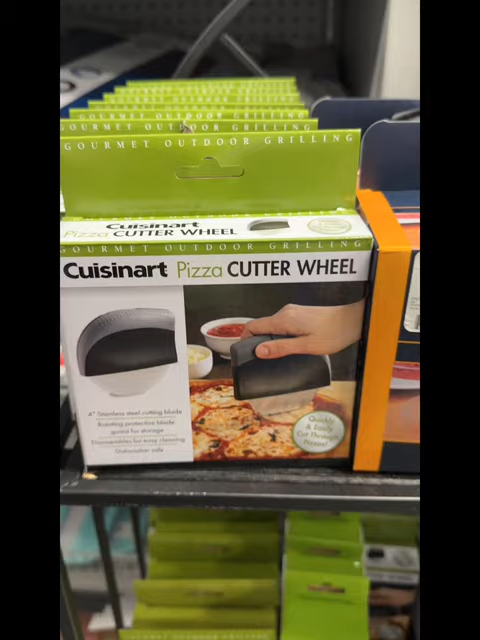 GOURMET OUTDOOR GRILLING
GOURMET OUTDOOR GRILLING
GOURMET OUTDOOR GRILLING
Cuisinart
Pizza CUTTER WHEEL
GOURMET OUTDOOR GRILLING
Cuisinart Pizza CUTTER WHEEL
4" Stainless steel cutting blade
Rotating protective blade
guard for storage
Disassembles for easy cleaning
Dishwasher safe
Quickly
& Easily
Cut Through
Pizzas!